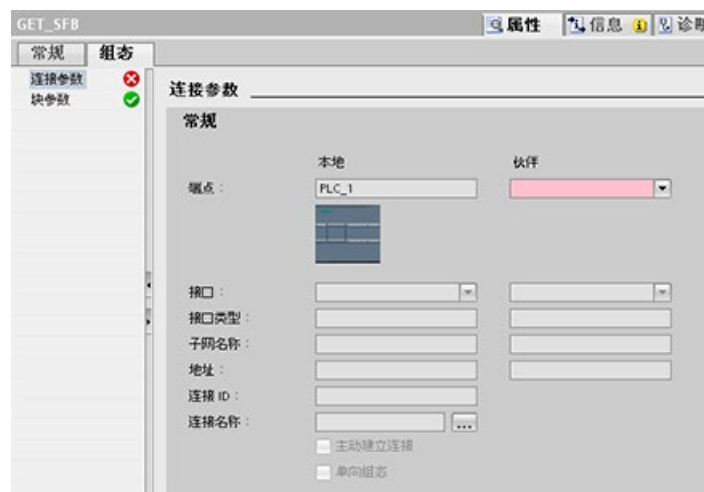 GET_SFB
属性 信息 诊断
常规 组态
连接参数
块参数
连接参数
常规
本地 伙伴
端点：
PLC_1
接口：
接口类型：
子网名称：
地址：
连接 ID：
连接名称：
...
主动建立连接
单向组态